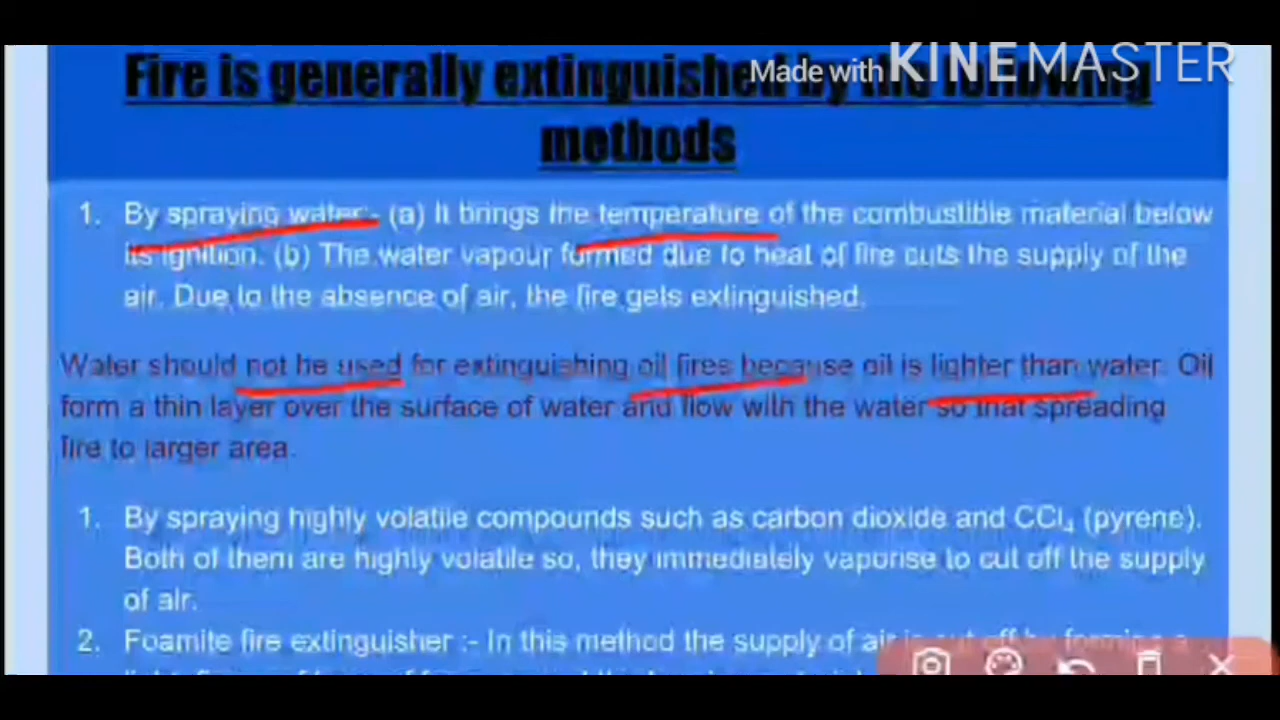 Made with KINEMASTER
Fire is generally extinguished by the following
methods
1. By spraying water:- (a) It brings the temperature of the combustible material below
its ignition. (b) The water vapour formed due to heat of fire cuts the supply of the
air. Due to the absence of air, the fire gets extinguished.
Water should not be used for extinguishing oil fires because oil is lighter than water. Oil
form a thin layer over the surface of water and flow with the water so that spreading
fire to larger area.
1. By spraying highly volatile compounds such as carbon dioxide and CCl₄ (pyrene).
Both of them are highly volatile so, they immediately vaporise to cut off the supply
of air.
2. Foamite fire extinguisher :- In this method the supply of air is cut off by forming a